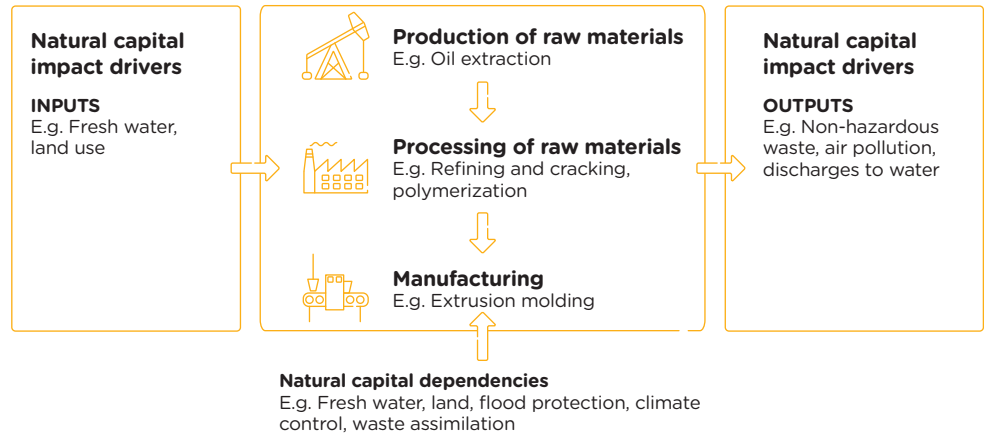 Natural capital
impact drivers
INPUTS
E.g. Fresh water,
land use
Production of raw materials
E.g. Oil extraction
Processing of raw materials
E.g. Refining and cracking,
polymerization
Manufacturing
E.g. Extrusion molding
Natural capital
impact drivers
OUTPUTS
E.g. Non-hazardous
waste, air pollution,
discharges to water
Natural capital dependencies
E.g. Fresh water, land, flood protection, climate
control, waste assimilation